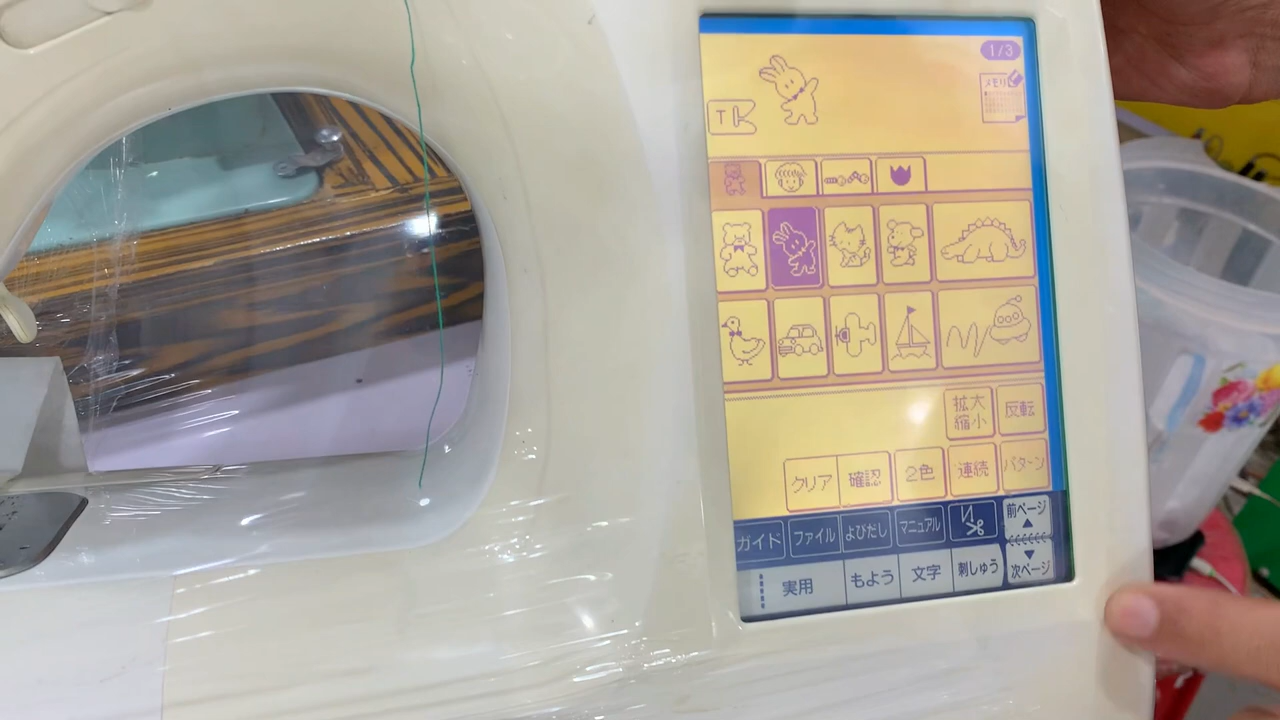 1/3
メモリ
拡大
縮小
反転
クリア
確認
2色
連続
パターン
ガイド
ファイル
よびだし
マニュアル
前ページ
実用
もよう
文字
刺しゅう
次ページ